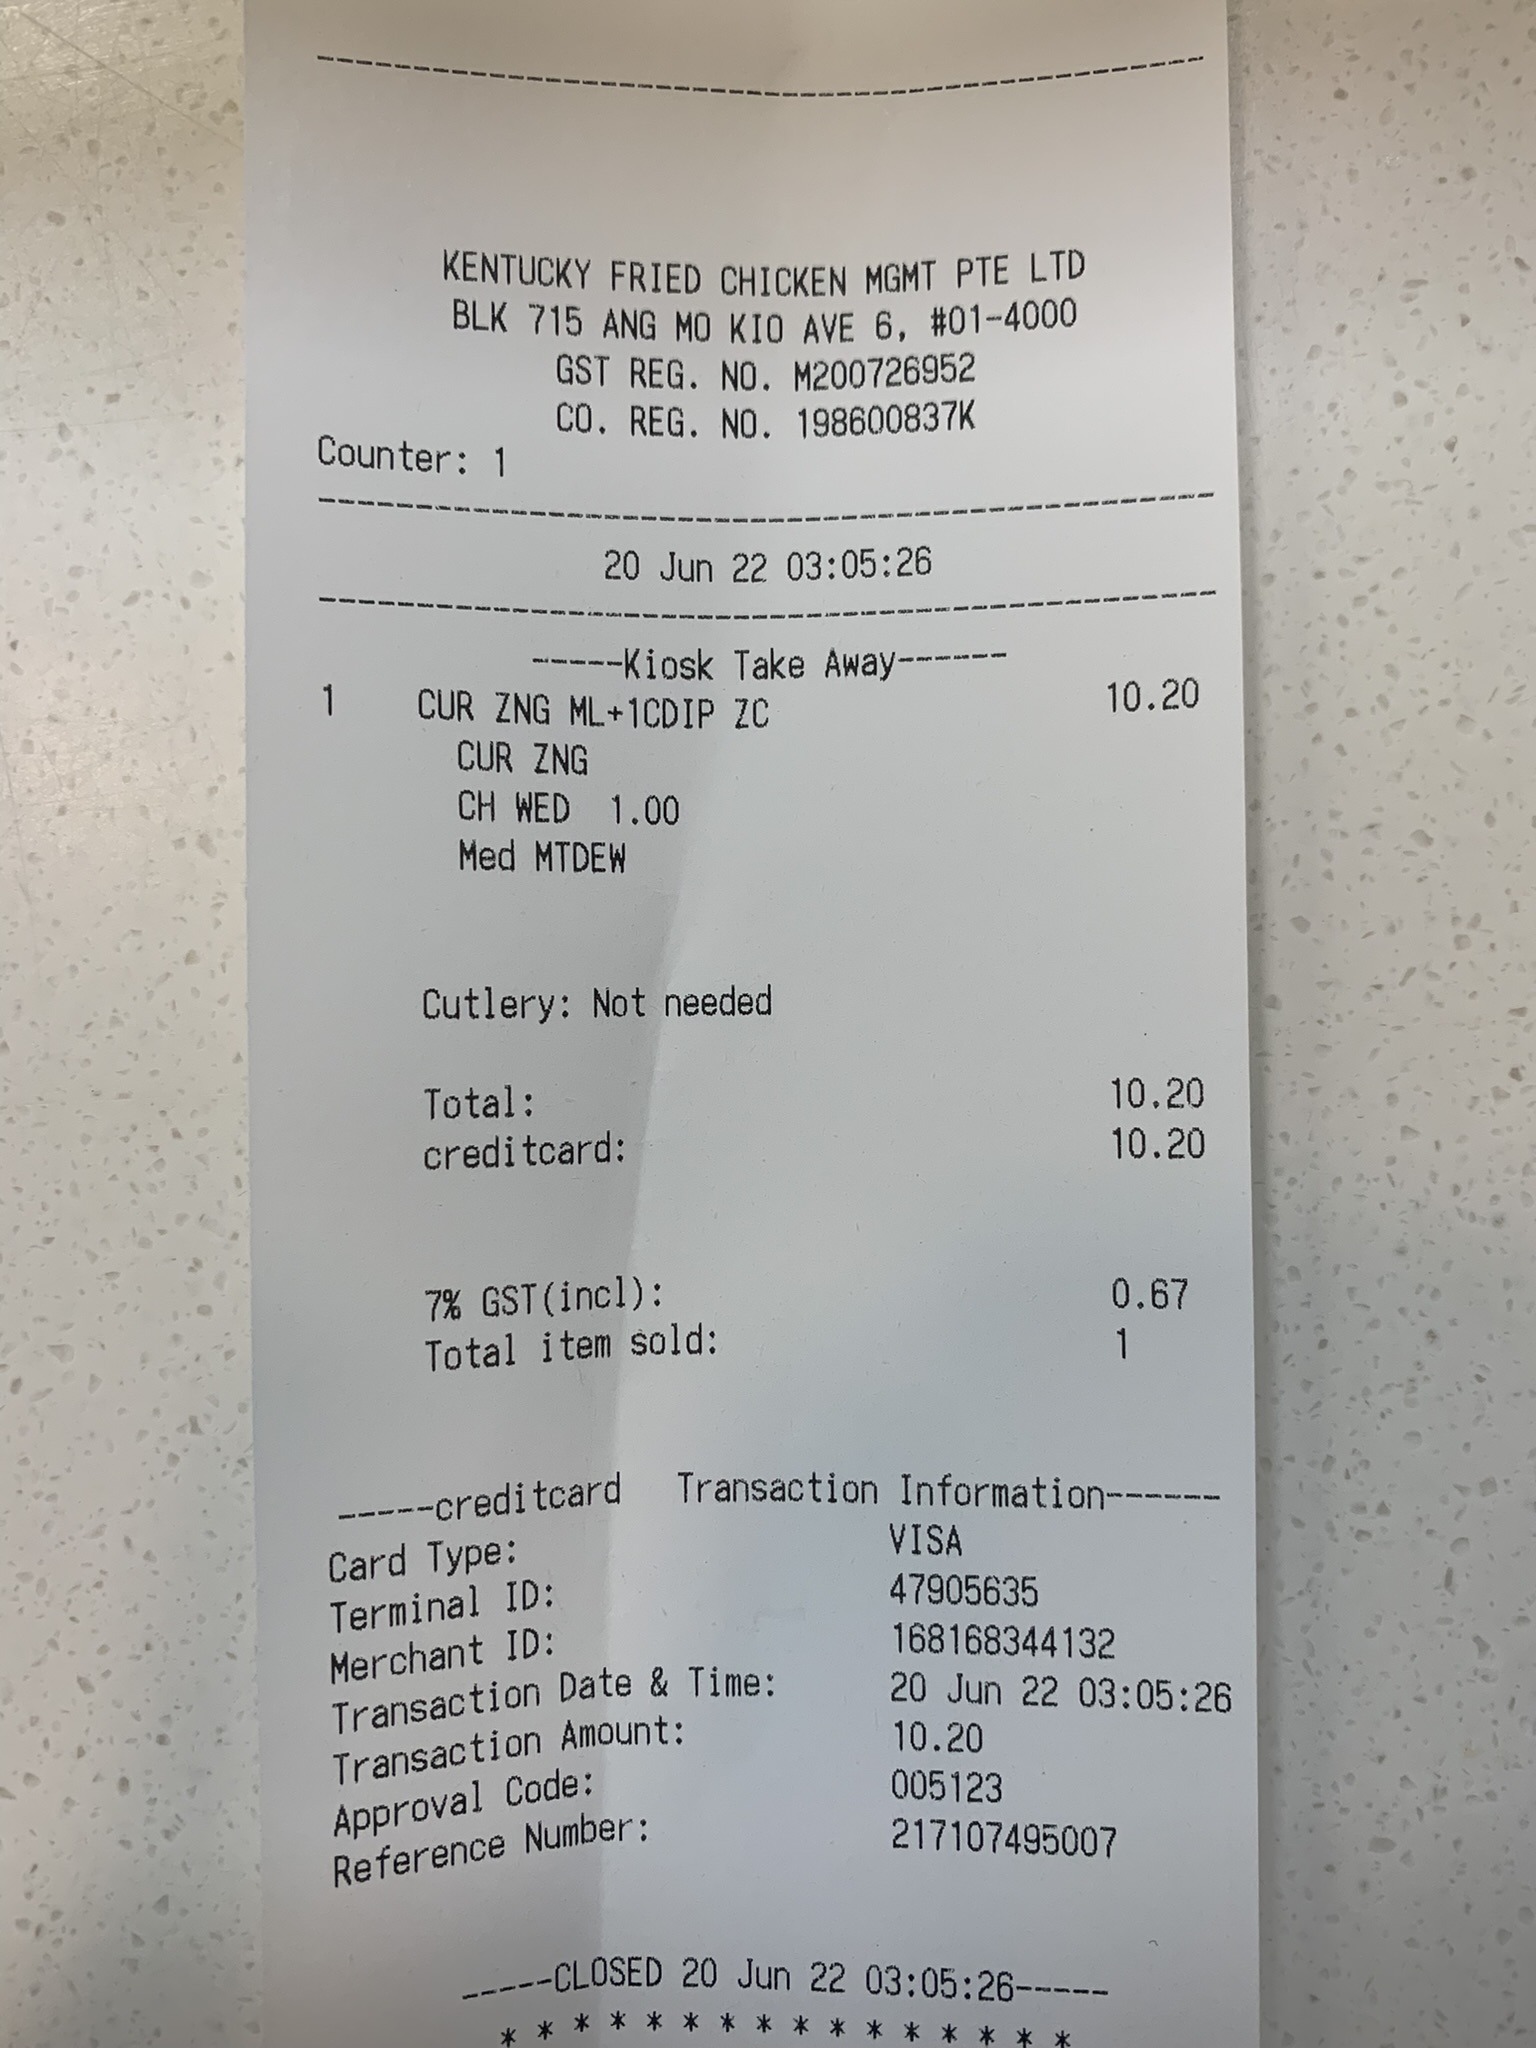 --------------------------------------------------
KENTUCKY FRIED CHICKEN MGMT PTE LTD
BLK 715 ANG MO KIO AVE 6, #01-4000
GST REG. NO. M200726952
CO. REG. NO. 198600837K
Counter: 1
--------------------------------------------------
20 Jun 22 03:05:26
--------------------------------------------------
-----Kiosk Take Away------
1 CUR ZNG ML+1CDIP ZC 10.20
CUR ZNG
CH WED 1.00
Med MTDEW
Cutlery: Not needed
Total: 10.20
creditcard: 10.20
7% GST(incl): 0.67
Total item sold: 1
-----creditcard Transaction Information------
Card Type: VISA
Terminal ID: 47905635
Merchant ID: 168168344132
Transaction Date & Time: 20 Jun 22 03:05:26
Transaction Amount: 10.20
Approval Code: 005123
Reference Number: 217107495007
-----CLOSED 20 Jun 22 03:05:26-----
* * * * * * * * * * * * * * * *